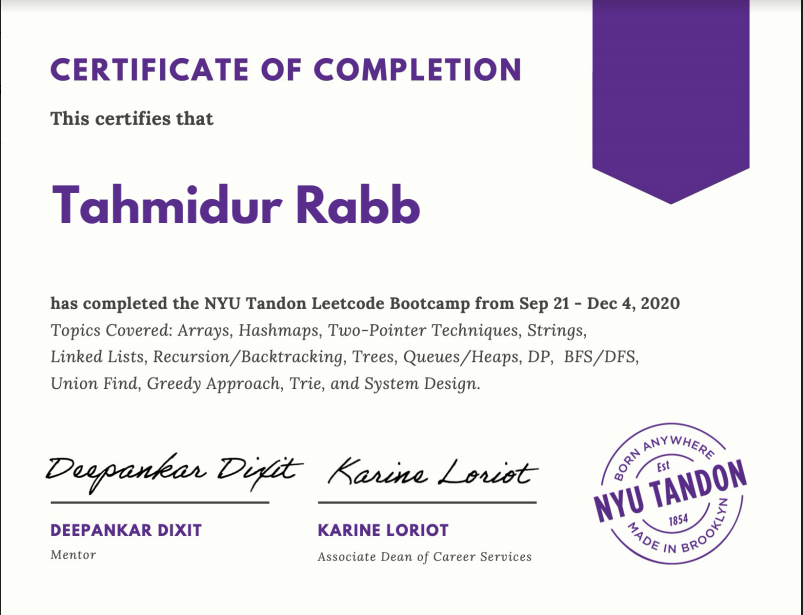 CERTIFICATE OF COMPLETION
This certifies that
Tahmidur Rabb
has completed the NYU Tandon Leetcode Bootcamp from Sep 21 - Dec 4, 2020
Topics Covered: Arrays, Hashmaps, Two-Pointer Techniques, Strings,
Linked Lists, Recursion/Backtracking, Trees, Queues/Heaps, DP, BFS/DFS,
Union Find, Greedy Approach, Trie, and System Design.
Deepankar Dixit
Karine Loriot
DEEPANKAR DIXIT
KARINE LORIOT
Mentor
Associate Dean of Career Services
BORN ANYWHERE
Est
NYU TANDON
1854
MADE IN BROOKLYN